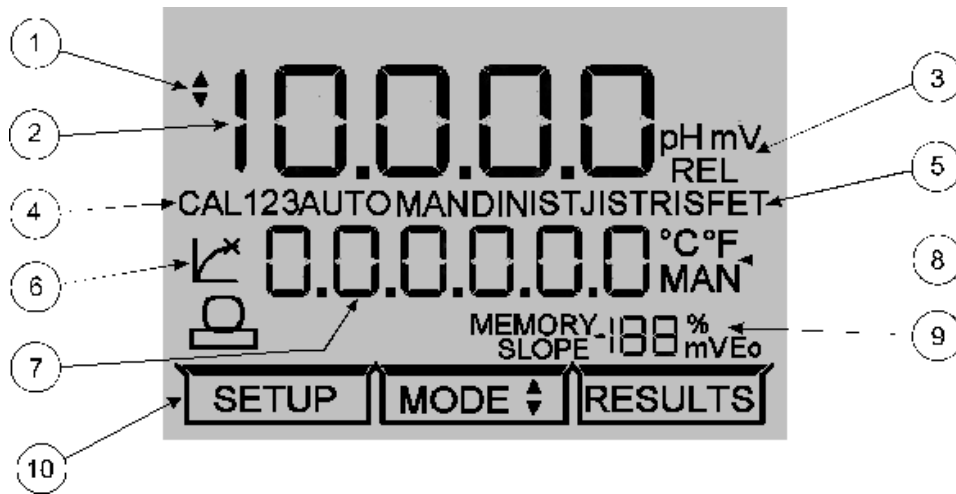 1
2
3
10.0.0.0
pH mV
REL
4
CAL123AUTOMANDINISTJISTRISFET
5
6
0.0.0.0.0.0
°C°F
MAN
8
7
MEMORY
SLOPE
-188
%
mVEo
9
SETUP
MODE
RESULTS
10